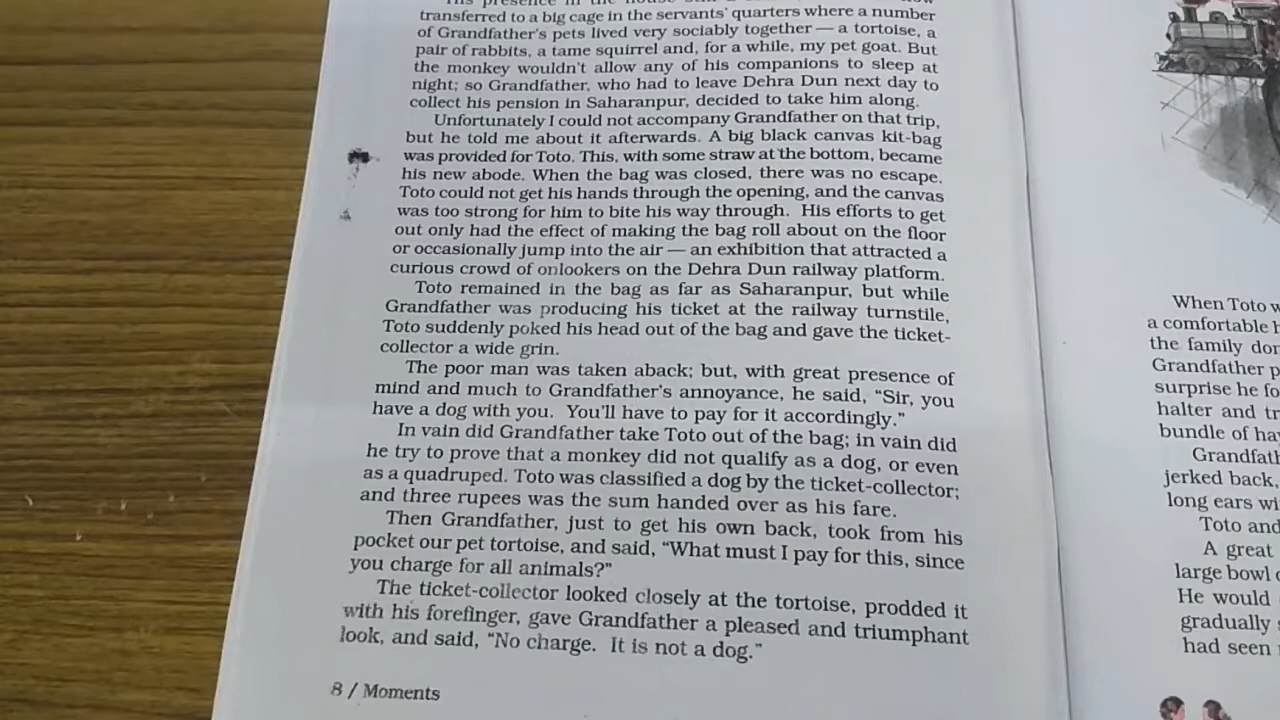 transferred to a big cage in the servants' quarters where a number
of Grandfather's pets lived very sociably together — a tortoise, a
pair of rabbits, a tame squirrel and, for a while, my pet goat. But
the monkey wouldn't allow any of his companions to sleep at
night; so Grandfather, who had to leave Dehra Dun next day to
collect his pension in Saharanpur, decided to take him along.
Unfortunately I could not accompany Grandfather on that trip,
but he told me about it afterwards. A big black canvas kit-bag
was provided for Toto. This, with some straw at the bottom, became
his new abode. When the bag was closed, there was no escape.
Toto could not get his hands through the opening, and the canvas
was too strong for him to bite his way through. His efforts to get
out only had the effect of making the bag roll about on the floor
or occasionally jump into the air — an exhibition that attracted a
curious crowd of onlookers on the Dehra Dun railway platform.
Toto remained in the bag as far as Saharanpur, but while
Grandfather was producing his ticket at the railway turnstile,
Toto suddenly poked his head out of the bag and gave the ticket-
collector a wide grin.
The poor man was taken aback; but, with great presence of
mind and much to Grandfather's annoyance, he said, “Sir, you
have a dog with you. You'll have to pay for it accordingly.”
In vain did Grandfather take Toto out of the bag; in vain did
he try to prove that a monkey did not qualify as a dog, or even
as a quadruped. Toto was classified a dog by the ticket-collector;
and three rupees was the sum handed over as his fare.
Then Grandfather, just to get his own back, took from his
pocket our pet tortoise, and said, “What must I pay for this, since
you charge for all animals?”
The ticket-collector looked closely at the tortoise, prodded it
with his forefinger, gave Grandfather a pleased and triumphant
look, and said, “No charge. It is not a dog.”
8 / Moments
When Toto
a comfortable
the family
Grandfather
surprise he
halter and
bundle of
jerked back,
long ears
Toto and
A great
large bowl
He would
gradually
had seen